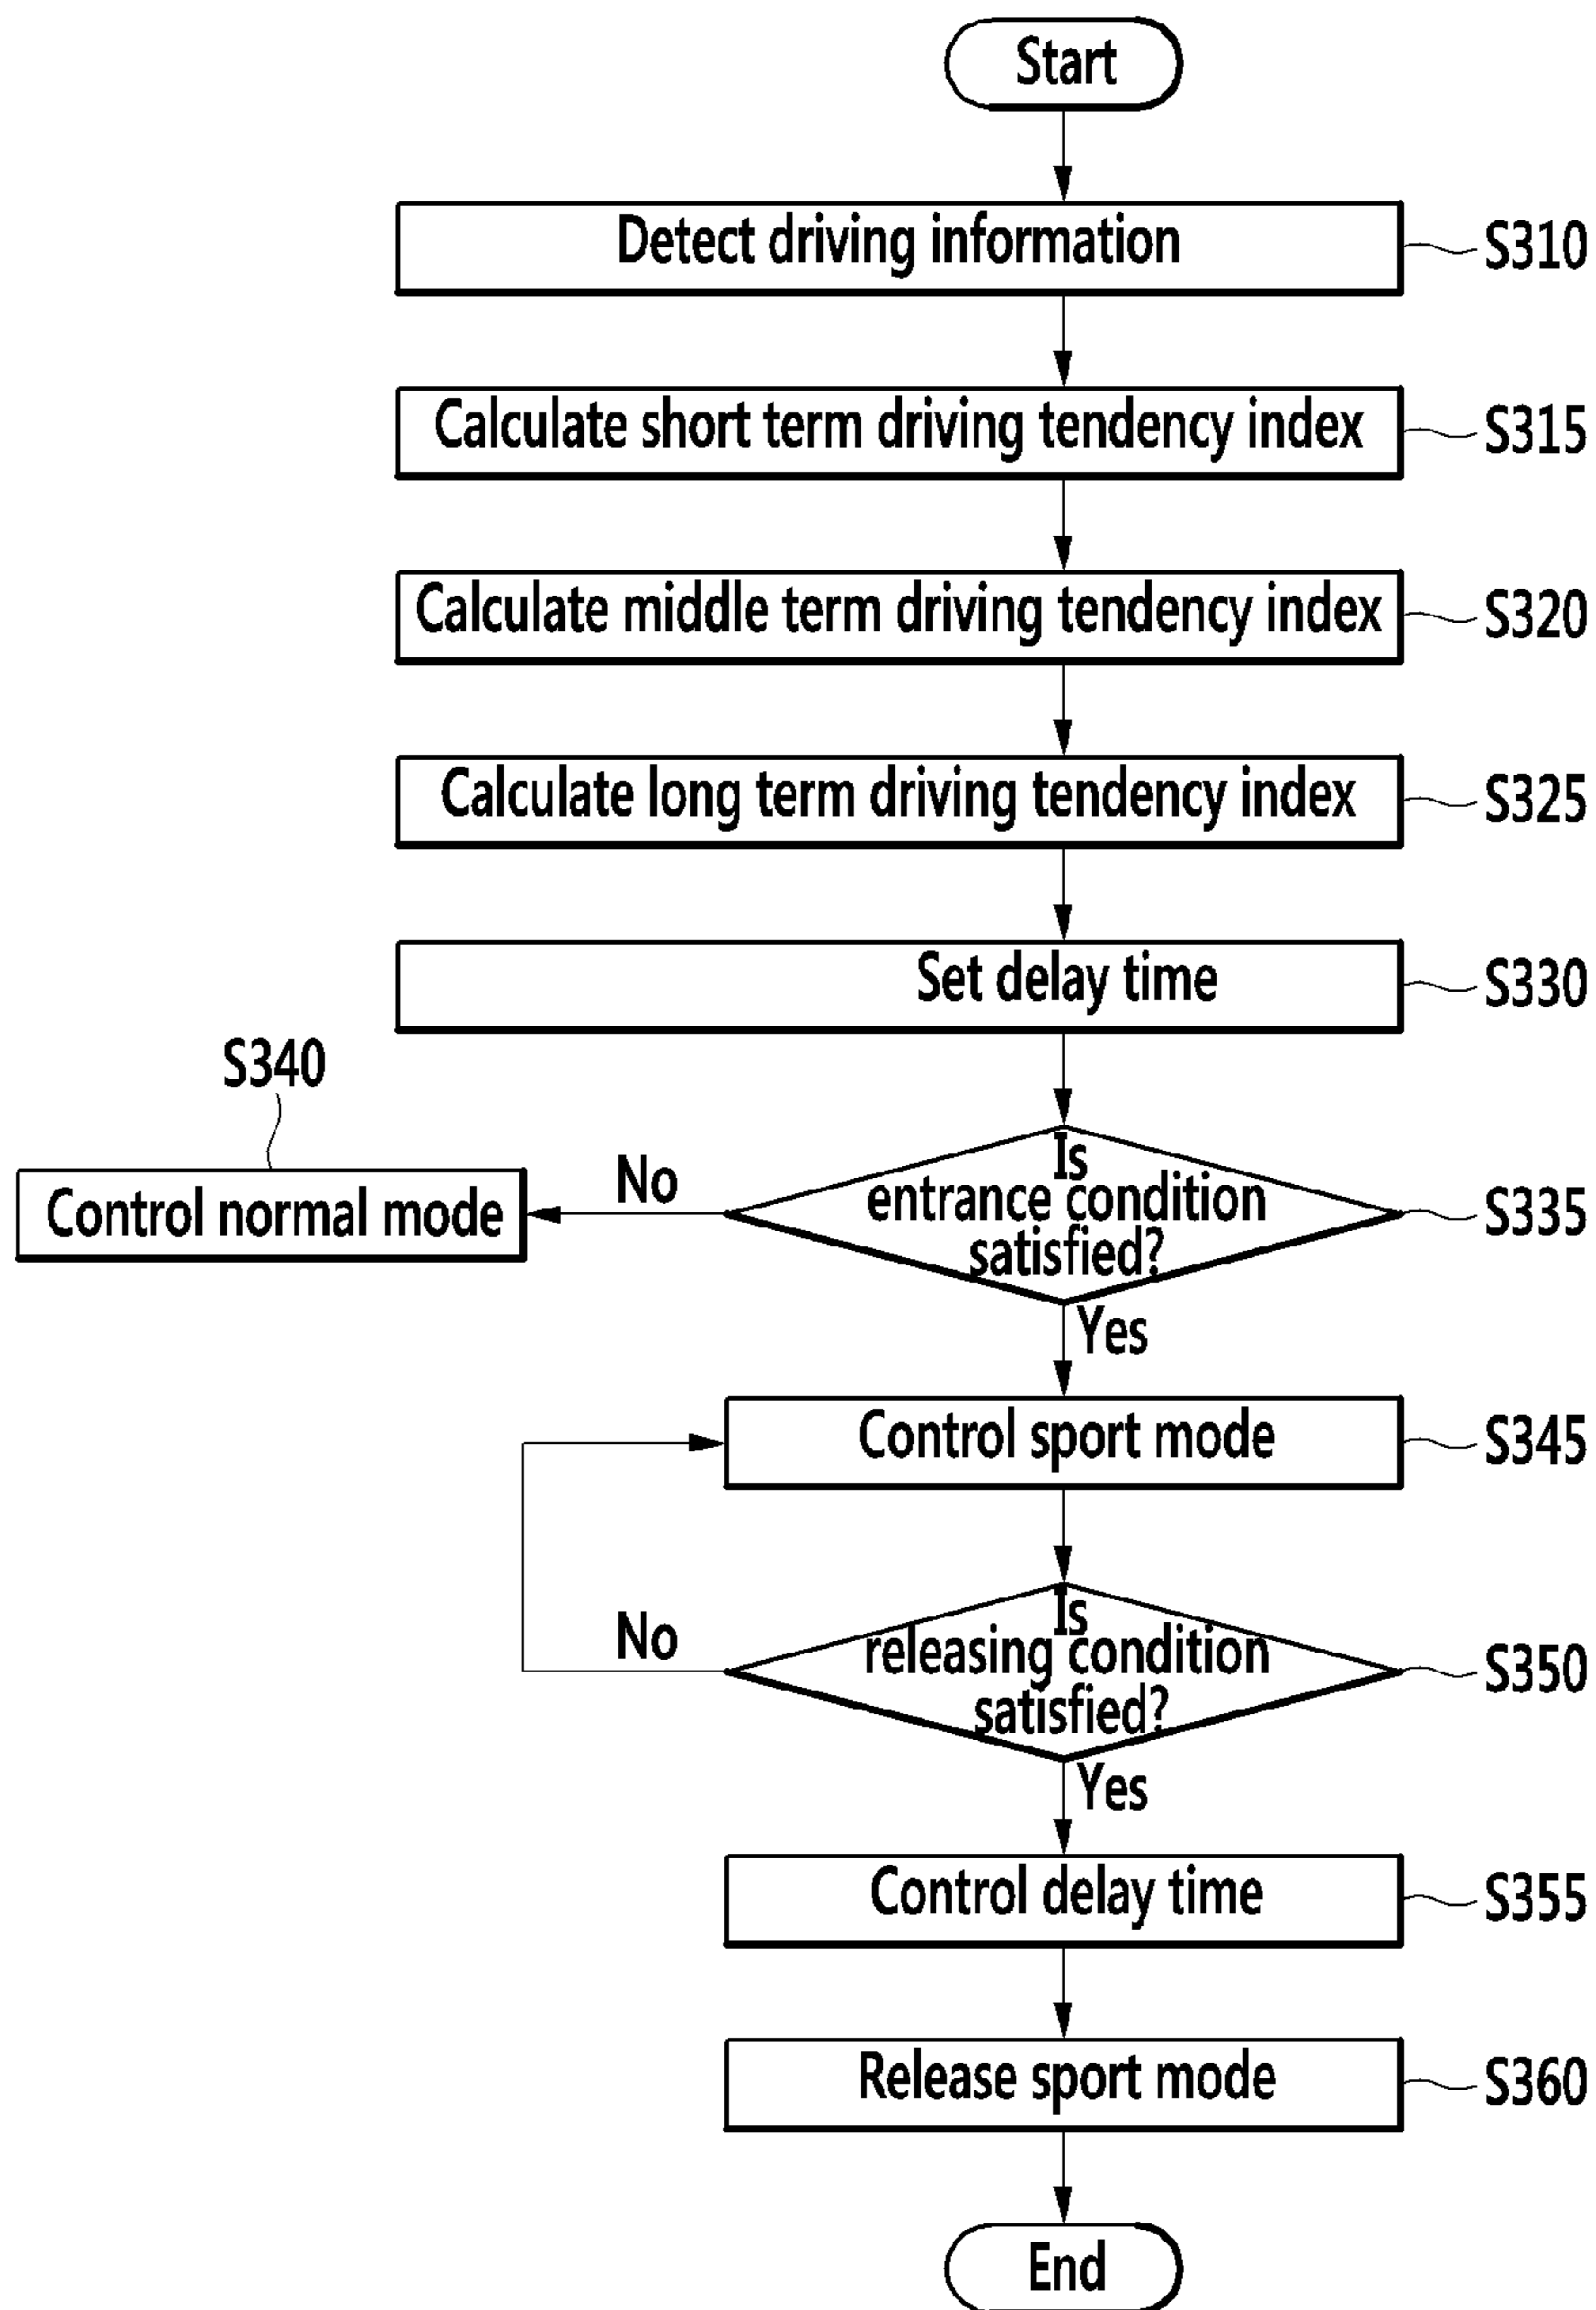 Start
Detect driving information
S310
Calculate short term driving tendency index
S315
Calculate middle term driving tendency index
S320
Calculate long term driving tendency index
S325
Set delay time
S330
S340
Control normal mode
No
Is
entrance condition
satisfied?
S335
Yes
Control sport mode
S345
No
Is
releasing condition
satisfied?
S350
Yes
Control delay time
S355
Release sport mode
S360
End